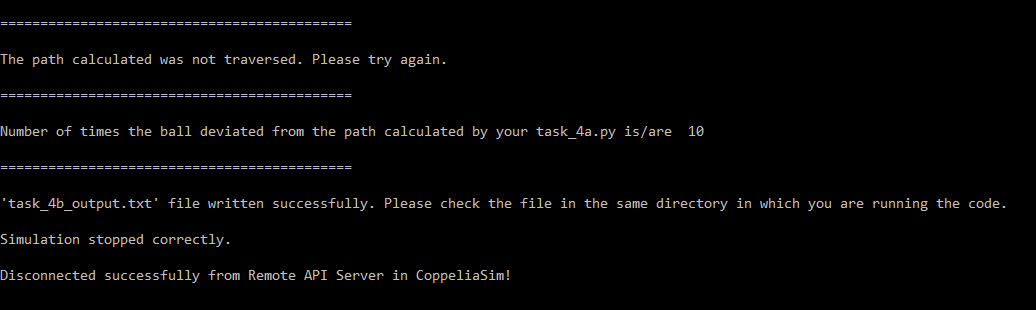 ============================================
The path calculated was not traversed. Please try again.
============================================
Number of times the ball deviated from the path calculated by your task_4a.py is/are  10
============================================
'task_4b_output.txt' file written successfully. Please check the file in the same directory in which you are running the code.
Simulation stopped correctly.
Disconnected successfully from Remote API Server in CoppeliaSim!